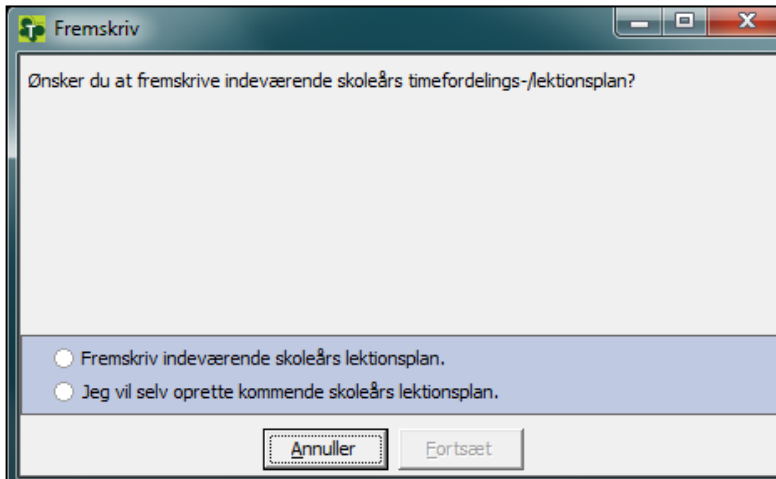 Fremskriv
Ønsker du at fremskrive indeværende skoleårs timefordelings-/lektionsplan?
Fremskriv indeværende skoleårs lektionsplan.
Jeg vil selv oprette kommende skoleårs lektionsplan.
Annuller Fortsæt